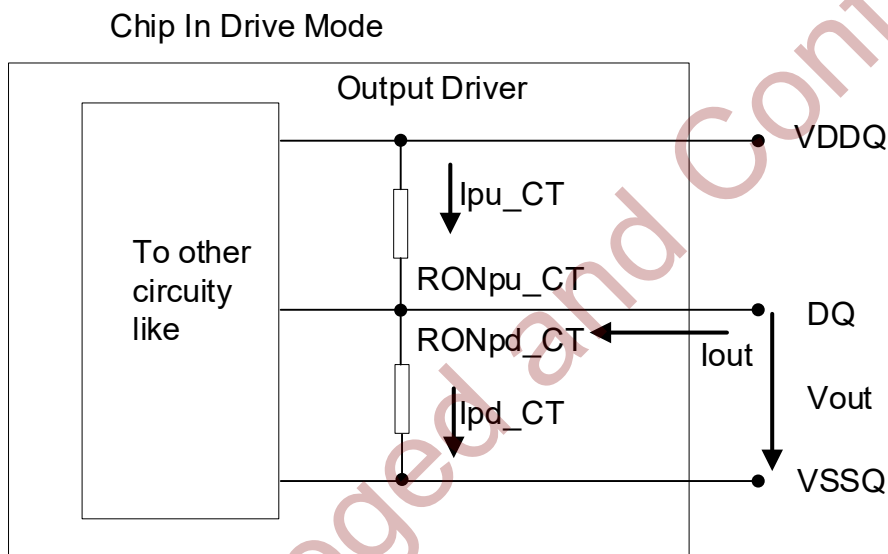 Chip In Drive Mode
Output Driver
VDDQ
Ipu_CT
To other
circuity
like
RONpu_CT
DQ
RONpd_CT
Iout
Vout
Ipd_CT
VSSQ
ged and Con